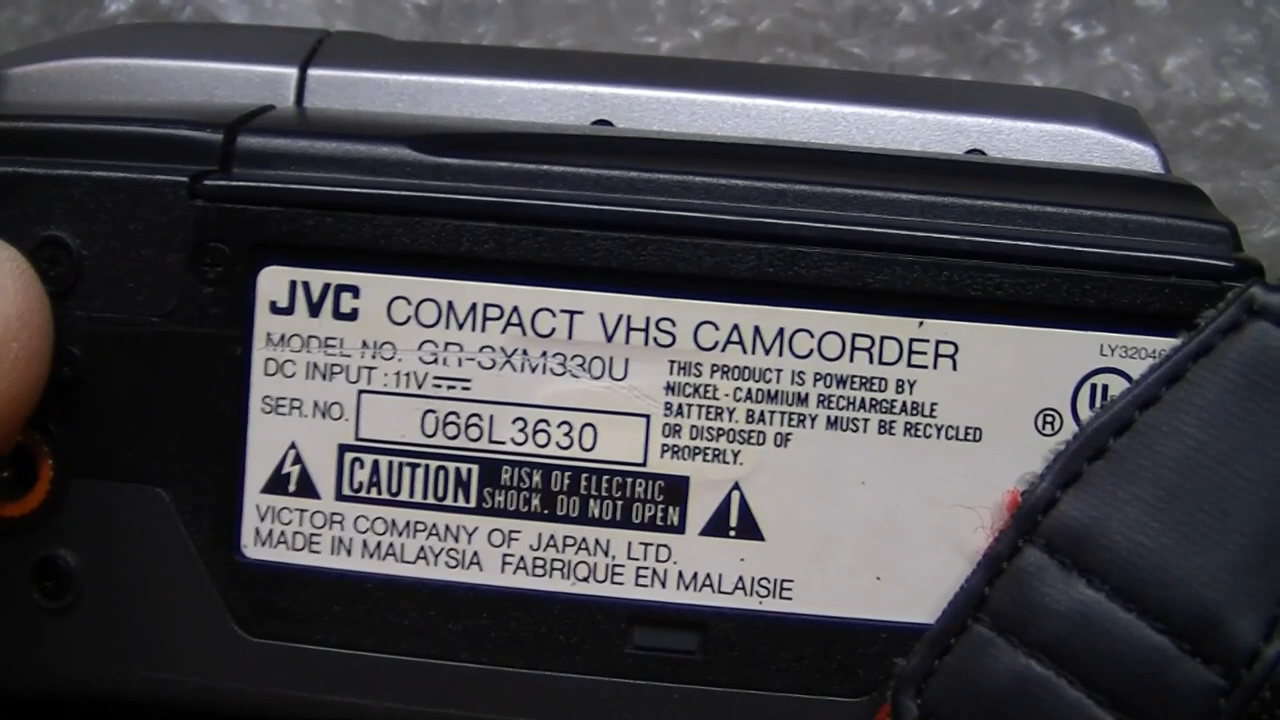 JVC COMPACT VHS CAMCORDER
MODEL NO. GR-SXM330U
DC INPUT : 11V
SER. NO. 066L3630
THIS PRODUCT IS POWERED BY
NICKEL-CADMIUM RECHARGEABLE
BATTERY. BATTERY MUST BE RECYCLED
OR DISPOSED OF
PROPERLY.
LY32046
® UL
CAUTION RISK OF ELECTRIC
SHOCK. DO NOT OPEN
VICTOR COMPANY OF JAPAN, LTD.
MADE IN MALAYSIA FABRIQUE EN MALAISIE